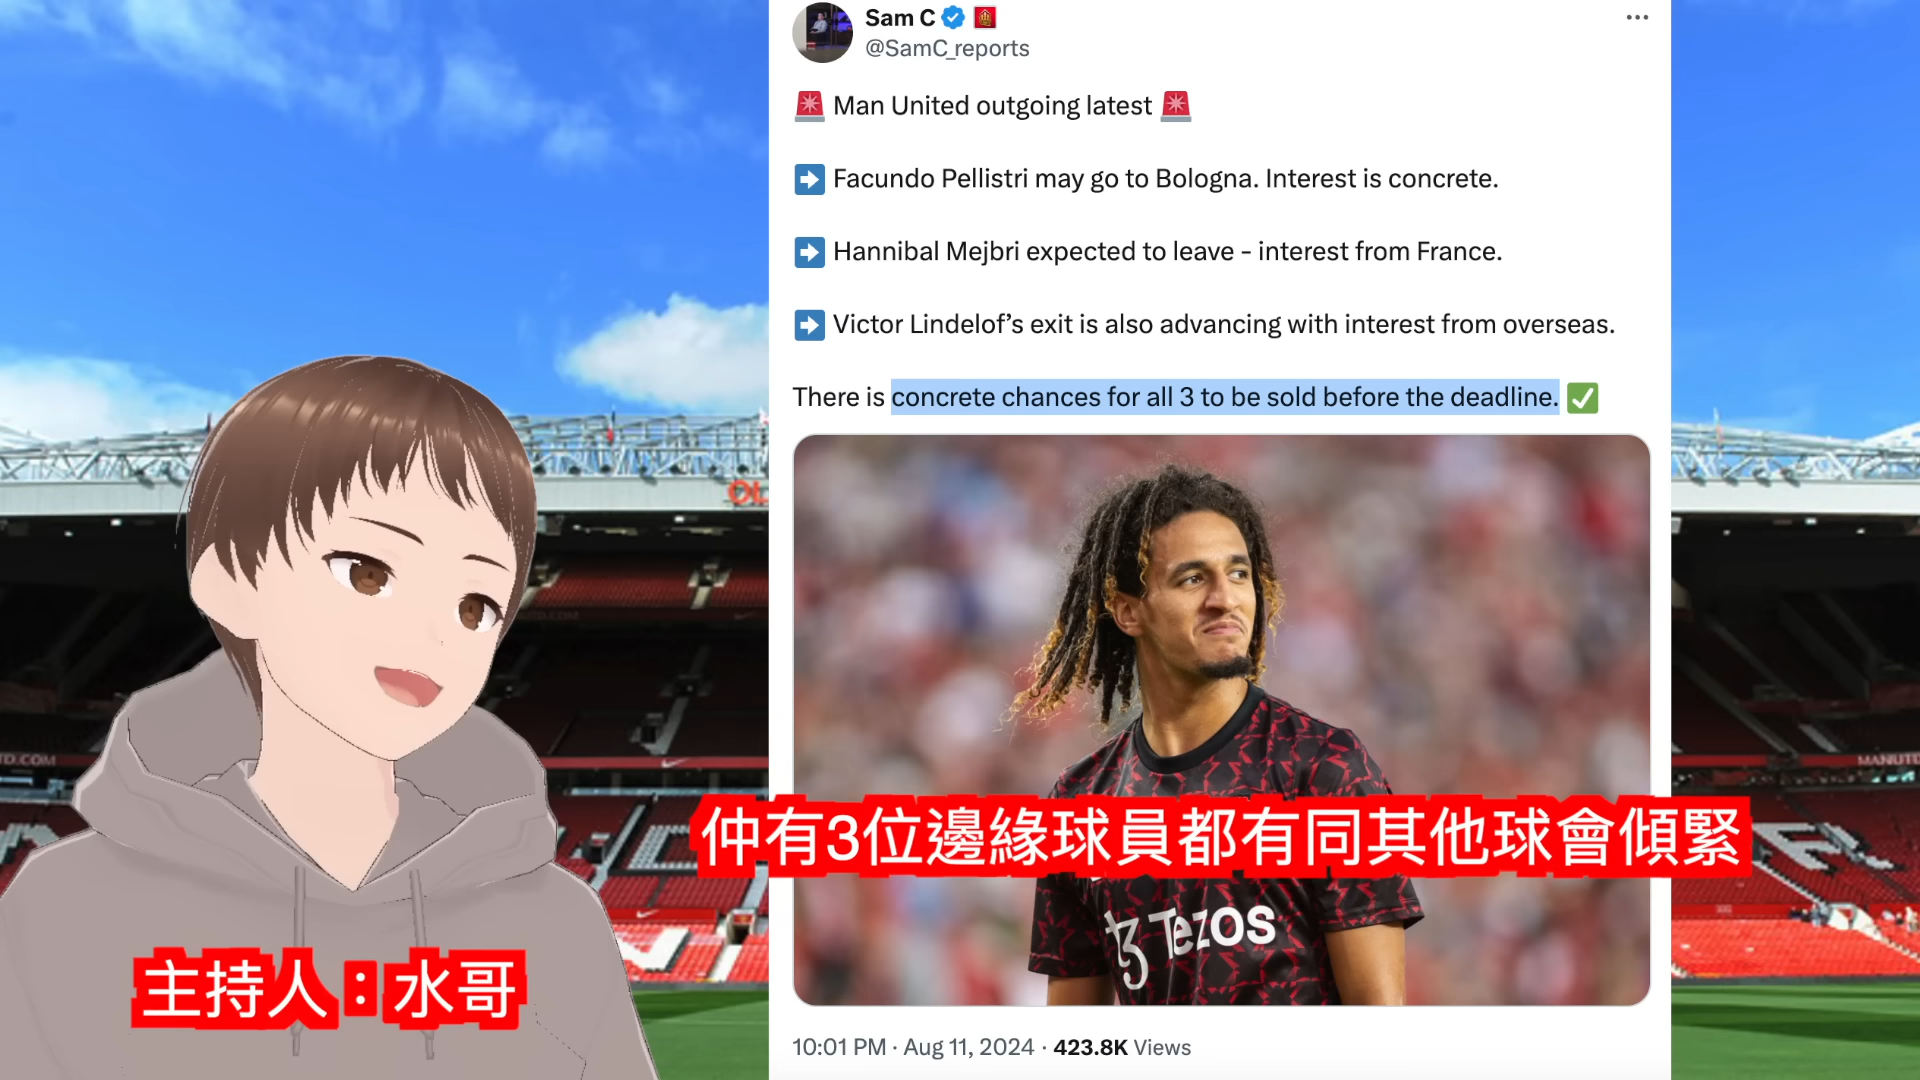 Sam C
@SamC_reports
Man United outgoing latest
Facundo Pellistri may go to Bologna. Interest is concrete.
Hannibal Mejbri expected to leave - interest from France.
Victor Lindelof’s exit is also advancing with interest from overseas.
There is concrete chances for all 3 to be sold before the deadline.
OL
TD.COM
MANUTD
仲有3位邊緣球員都有同其他球會傾緊
Tezos
主持人：水哥
10:01 PM · Aug 11, 2024 · 423.8K Views